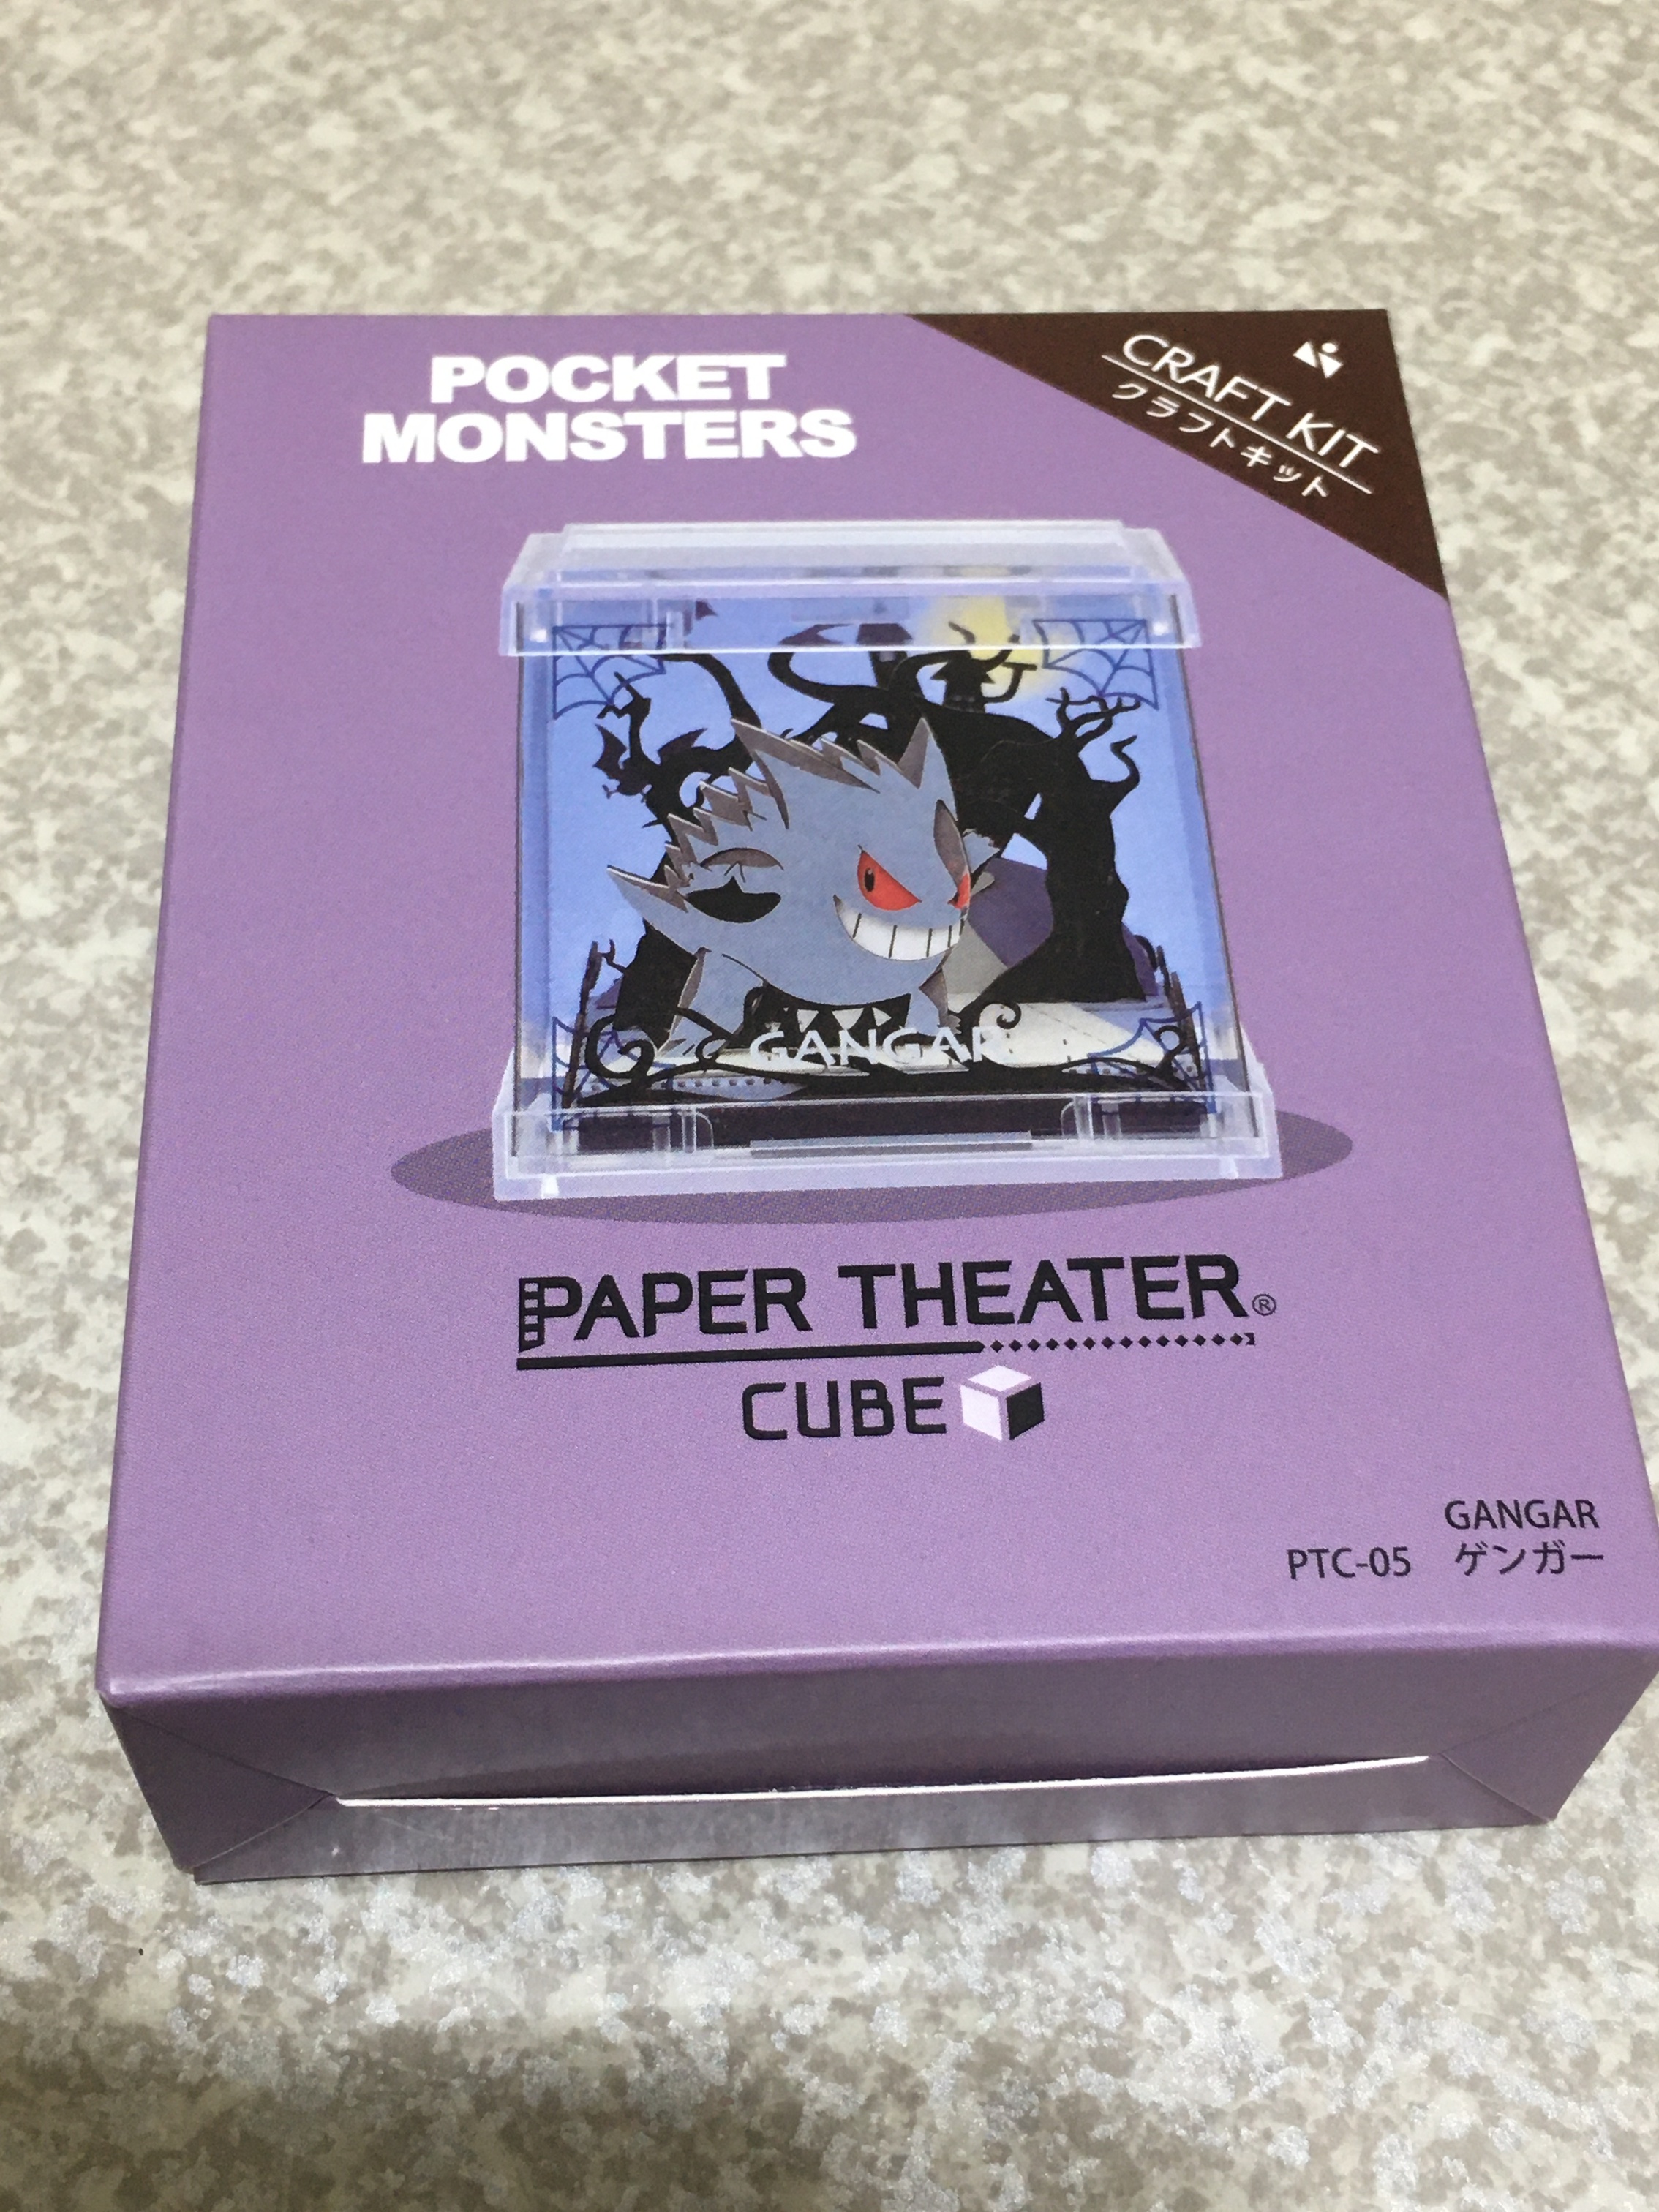 POCKET
MONSTERS
CRAFT KIT
クラフトキット
GANGAR
PAPER THEATER®
CUBE
GANGAR
PTC-05 ゲンガー